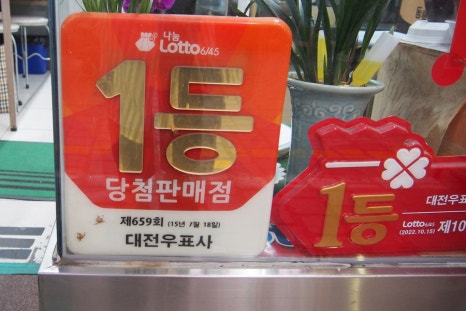 나눔
Lotto 6/45
1등
당첨판매점
제659회 (15년 7월 18일)
대전우표사
1등
대전우표
Lotto 6/45 제10
(2022.10.15)